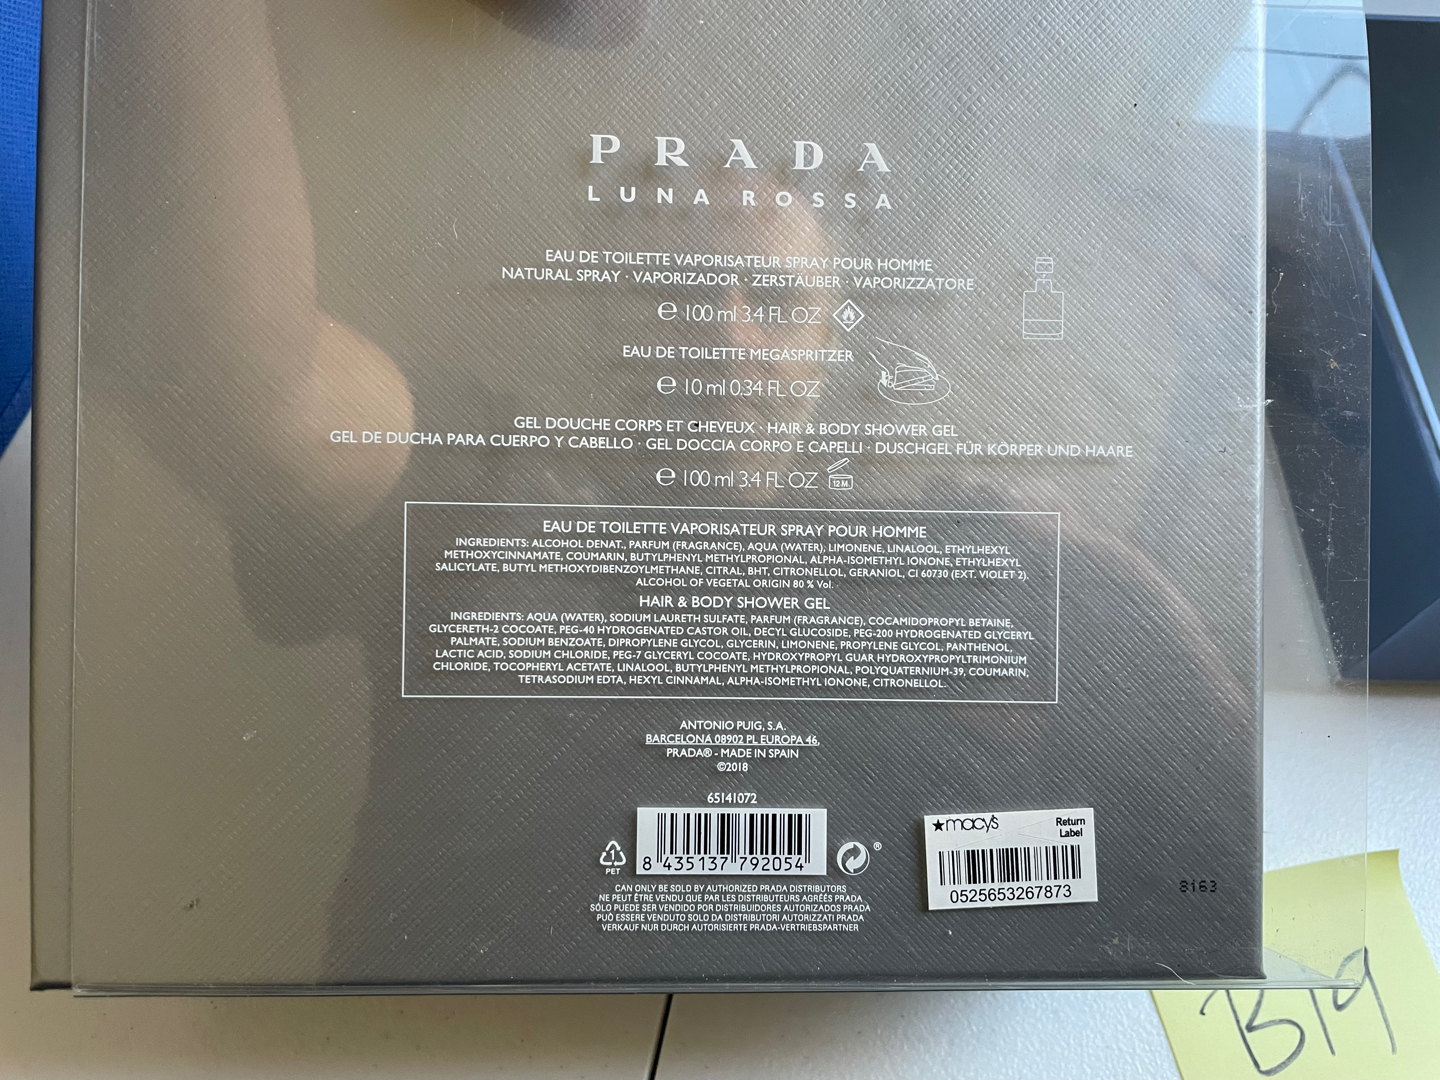 PRADA
LUNA ROSSA
EAU DE TOILETTE VAPORISATEUR SPRAY POUR HOMME
NATURAL SPRAY · VAPORIZADOR · ZERSTÄUBER · VAPORIZZATORE
℮ 100 ml 3.4 FL OZ
EAU DE TOILETTE MEGASPRITZER
℮ 10 ml 0.34 FL OZ
GEL DOUCHE CORPS ET CHEVEUX · HAIR & BODY SHOWER GEL
GEL DE DUCHA PARA CUERPO Y CABELLO · GEL DOCCIA CORPO E CAPELLI · DUSCHGEL FÜR KÖRPER UND HAARE
℮ 100 ml 3.4 FL OZ 12 M
EAU DE TOILETTE VAPORISATEUR SPRAY POUR HOMME
INGREDIENTS: ALCOHOL DENAT., PARFUM (FRAGRANCE), AQUA (WATER), LIMONENE, LINALOOL, ETHYLHEXYL
METHOXYCINNAMATE, COUMARIN, BUTYLPHENYL METHYLPROPIONAL, ALPHA-ISOMETHYL IONONE, ETHYLHEXYL
SALICYLATE, BUTYL METHOXYDIBENZOYLMETHANE, CITRAL, BHT, CITRONELLOL, GERANIOL, CI 60730 (EXT. VIOLET 2).
ALCOHOL OF VEGETAL ORIGIN 80 % Vol.
HAIR & BODY SHOWER GEL
INGREDIENTS: AQUA (WATER), SODIUM LAURETH SULFATE, PARFUM (FRAGRANCE), COCAMIDOPROPYL BETAINE,
GLYCERETH-2 COCOATE, PEG-40 HYDROGENATED CASTOR OIL, DECYL GLUCOSIDE, PEG-200 HYDROGENATED GLYCERYL
PALMATE, SODIUM BENZOATE, DIPROPYLENE GLYCOL, GLYCERIN, LIMONENE, PROPYLENE GLYCOL, PANTHENOL,
LACTIC ACID, SODIUM CHLORIDE, PEG-7 GLYCERYL COCOATE, HYDROXYPROPYL GUAR HYDROXYPROPYLTRIMONIUM
CHLORIDE, TOCOPHERYL ACETATE, LINALOOL, BUTYLPHENYL METHYLPROPIONAL, POLYQUATERNIUM-39, COUMARIN,
TETRASODIUM EDTA, HEXYL CINNAMAL, ALPHA-ISOMETHYL IONONE, CITRONELLOL.
ANTONIO PUIG, S.A.
BARCELONA 08902 PL EUROPA 46,
PRADA® - MADE IN SPAIN
©2018
65141072
8 435137 792054
1
PET
®
CAN ONLY BE SOLD BY AUTHORIZED PRADA DISTRIBUTORS
NE PEUT ÊTRE VENDU QUE PAR LES DISTRIBUTEURS AGRÉÉS PRADA
SÓLO PUEDE SER VENDIDO POR DISTRIBUIDORES AUTORIZADOS PRADA
PUÒ ESSERE VENDUTO SOLO DA DISTRIBUTORI AUTORIZZATI PRADA
VERKAUF NUR DURCH AUTORISIERTE PRADA-VERTRIEBSPARTNER
★macy's Return Label
0525653267873
8163
B19